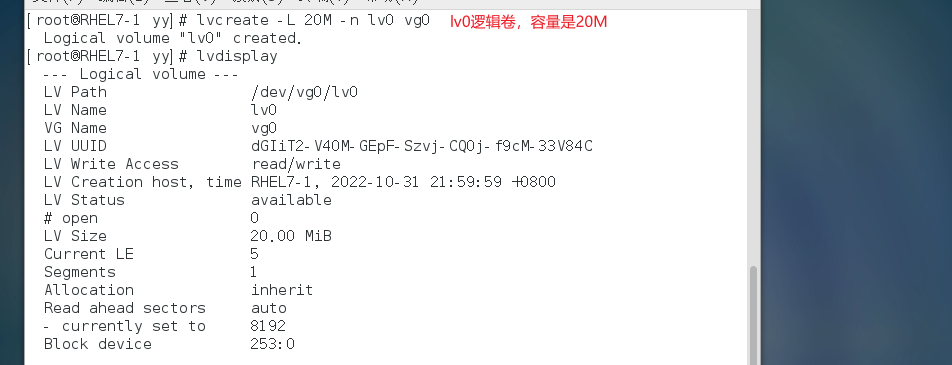 [root@RHEL7-1 yy]# lvcreate -L 20M -n lv0 vg0 lv0逻辑卷，容量是20M
Logical volume "lv0" created.
[root@RHEL7-1 yy]# lvdisplay
--- Logical volume ---
LV Path /dev/vg0/lv0
LV Name lv0
VG Name vg0
LV UUID dGIiT2-V4OM-GEpF-Szvj-CQOj-f9cM-33V84C
LV Write Access read/write
LV Creation host, time RHEL7-1, 2022-10-31 21:59:59 +0800
LV Status available
# open 0
LV Size 20.00 MiB
Current LE 5
Segments 1
Allocation inherit
Read ahead sectors auto
- currently set to 8192
Block device 253:0